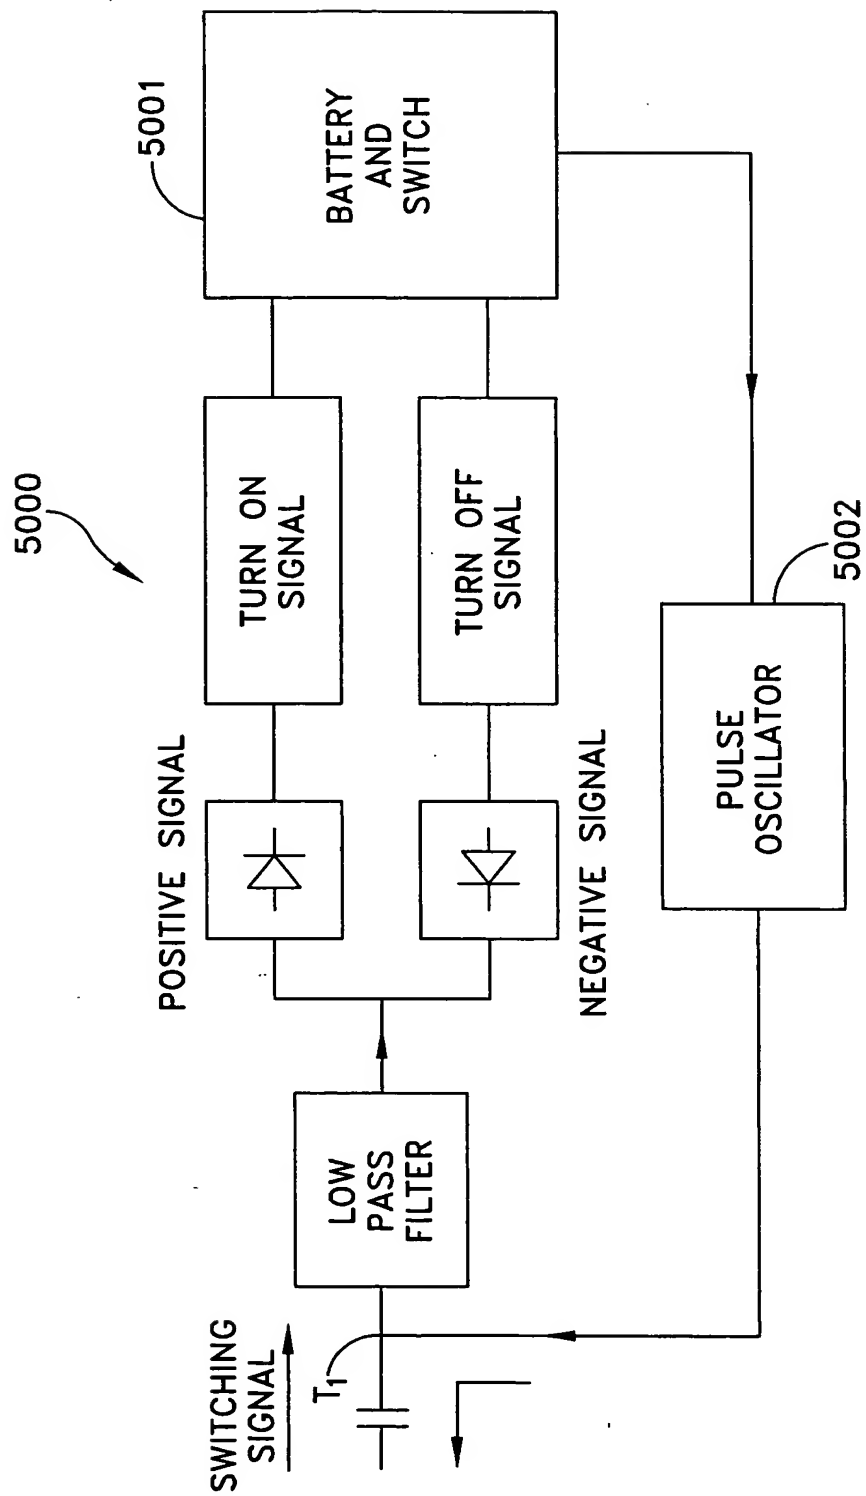 5000
5001
BATTERY
AND
SWITCH
TURN ON
SIGNAL
TURN OFF
SIGNAL
POSITIVE SIGNAL
NEGATIVE SIGNAL
LOW
PASS
FILTER
SWITCHING
SIGNAL
T1
PULSE
OSCILLATOR
5002